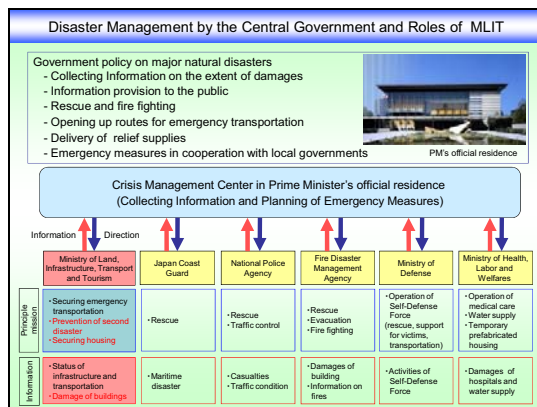 Disaster Management by the Central Government and Roles of MLIT
Government policy on major natural disasters
- Collecting Information on the extent of damages
- Information provision to the public
- Rescue and fire fighting
- Opening up routes for emergency transportation
- Delivery of relief supplies
- Emergency measures in cooperation with local governments
PM's official residence
Crisis Management Center in Prime Minister's official residence
(Collecting Information and Planning of Emergency Measures)
Information
Direction
Ministry of Land,
Infrastructure, Transport
and Tourism
Japan Coast
Guard
National Police
Agency
Fire Disaster
Management
Agency
Ministry of
Defense
Ministry of Health,
Labor and
Welfares
Principle
mission
・Securing emergency
transportation
・Prevention of second
disaster
・Securing housing
・Rescue
・Rescue
・Traffic control
・Rescue
・Evacuation
・Fire fighting
・Operation of
Self-Defense
Force
(rescue, support
for victims,
transportation)
・Operation of
medical care
・Water supply
・Temporary
prefabricated
housing
Information
・Status of
infrastructure and
transportation
・Damage of buildings
・Maritime
disaster
・Casualties
・Traffic condition
・Damages of
building
・Information on
fires
・Activities of
Self-Defense
Force
・Damages of
hospitals and
water supply